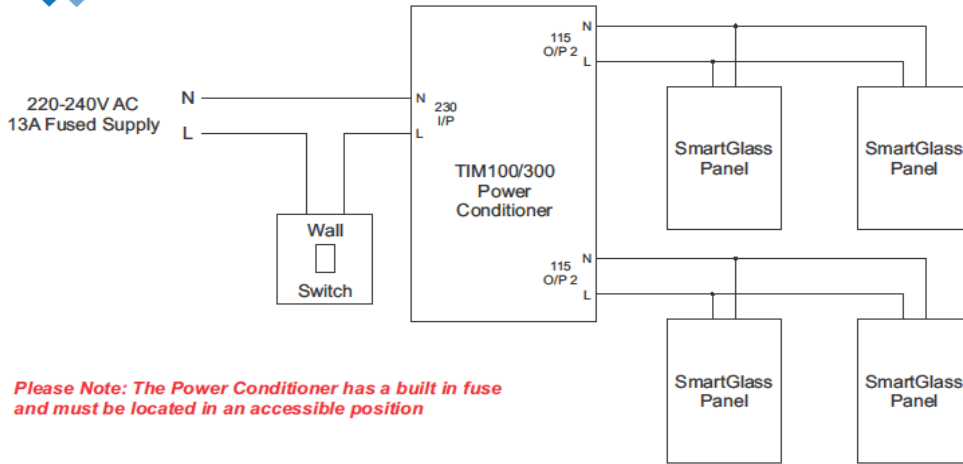 220-240V AC
13A Fused Supply
N
L
N
230
I/P
L
TIM100/300
Power
Conditioner
Wall
Switch
N
115
O/P 2
L
SmartGlass
Panel
SmartGlass
Panel
N
115
O/P 2
L
SmartGlass
Panel
SmartGlass
Panel
Please Note: The Power Conditioner has a built in fuse
and must be located in an accessible position